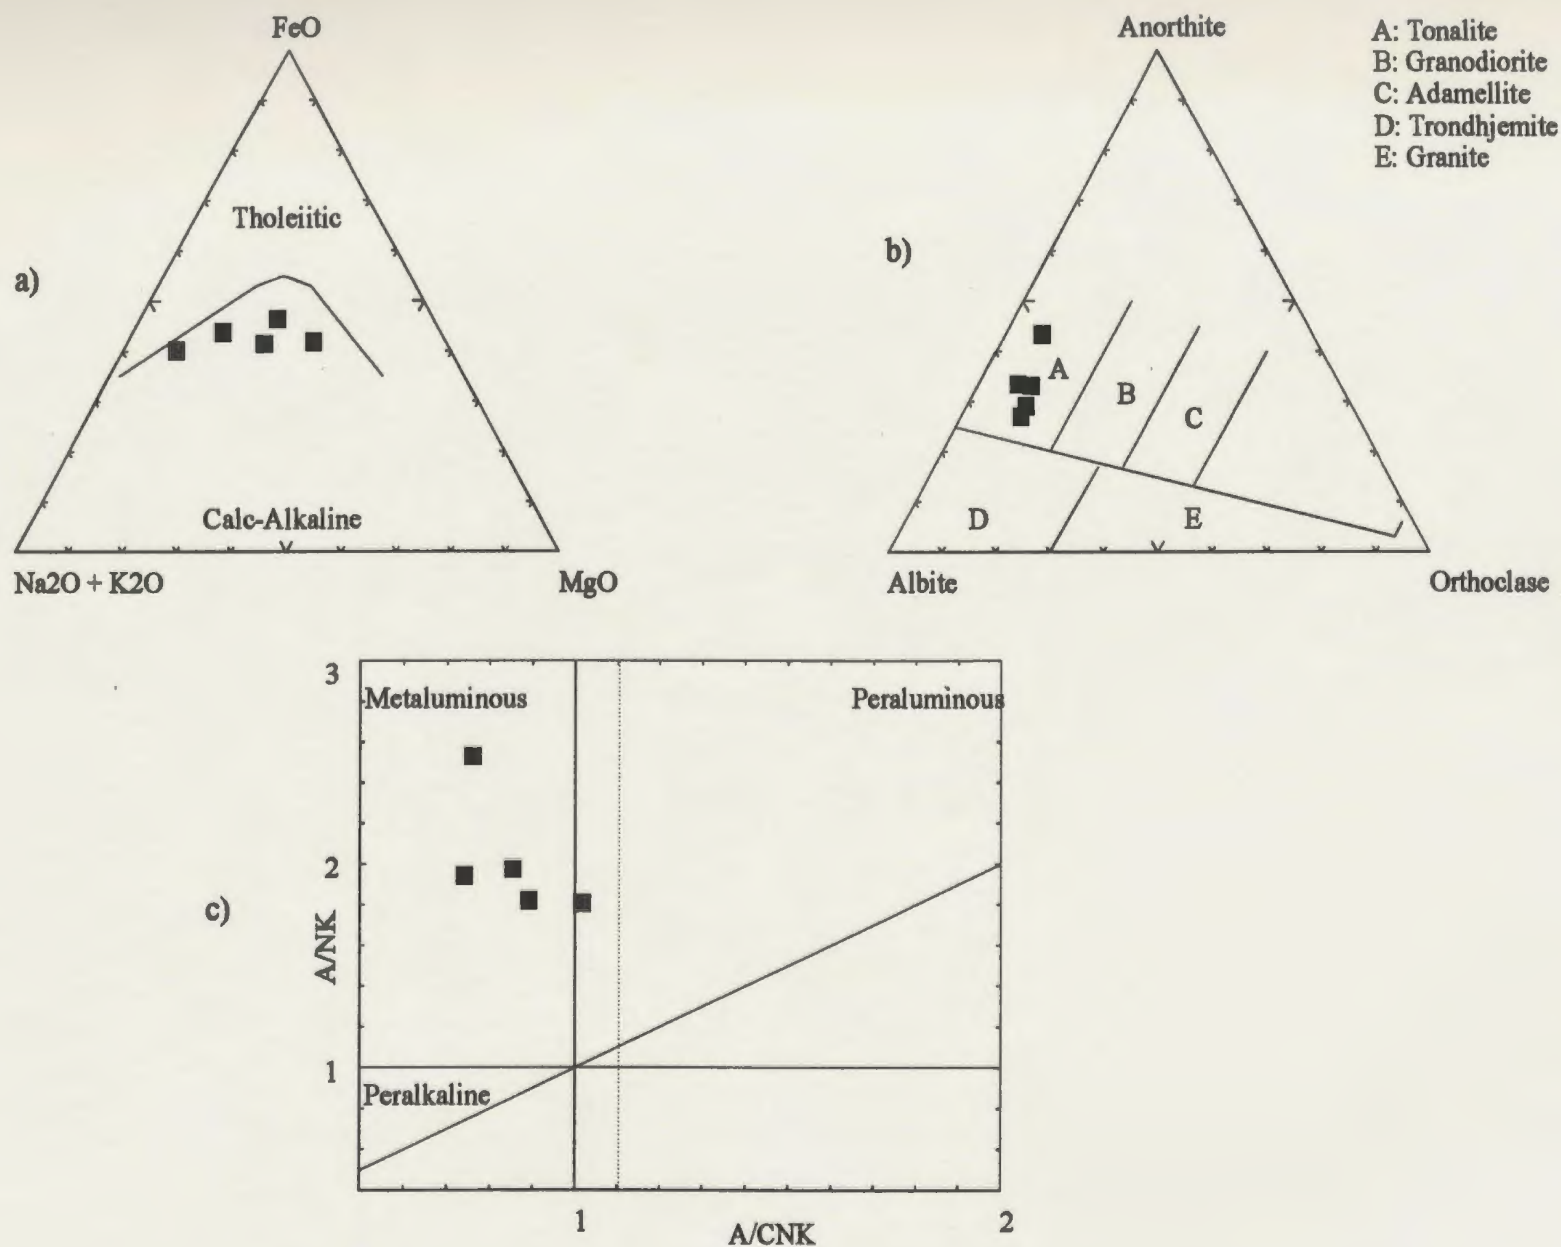 FeO
Tholeiitic
a)
Calc-Alkaline
Na2O + K2O
MgO
Anorthite
A: Tonalite
B: Granodiorite
C: Adamellite
D: Trondhjemite
E: Granite
b)
A
B
C
D
E
Albite
Orthoclase
3
Metaluminous
Peraluminous
2
c)
A/NK
1
Peralkaline
1
2
A/CNK